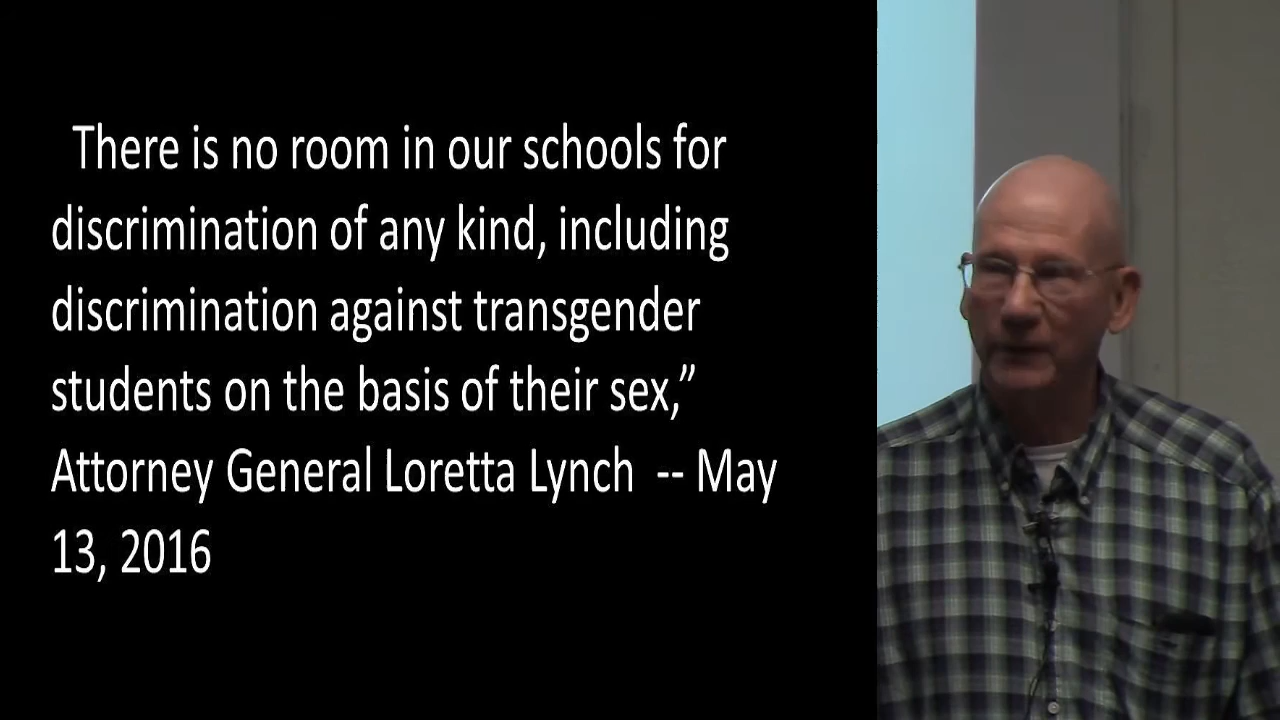 There is no room in our schools for
discrimination of any kind, including
discrimination against transgender
students on the basis of their sex,”
Attorney General Loretta Lynch -- May
13, 2016